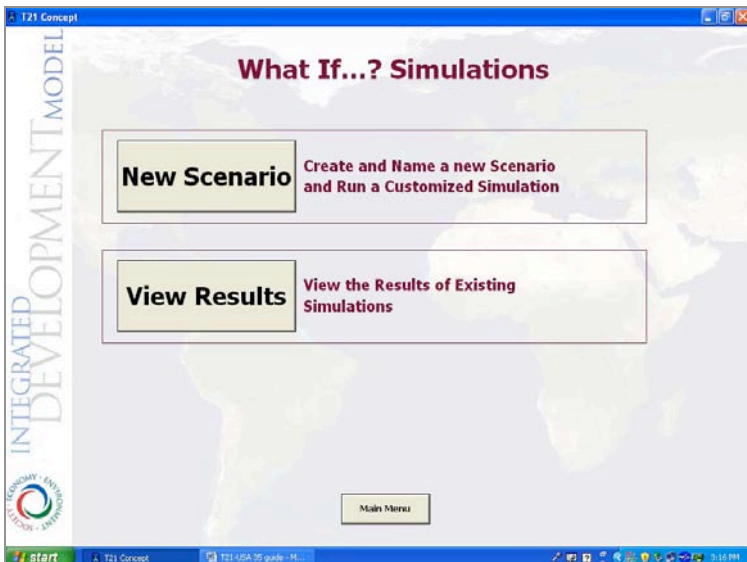 T21 Concept
What If...? Simulations
INTEGRATED
DEVELOPMENT MODEL
New Scenario
Create and Name a new Scenario
and Run a Customized Simulation
View Results
View the Results of Existing
Simulations
SOCIETY - ECONOMY - ENVIRONMENT -
Main Menu
start
T21 Concept
T21-USA 35 guide - M...
3:16 PM